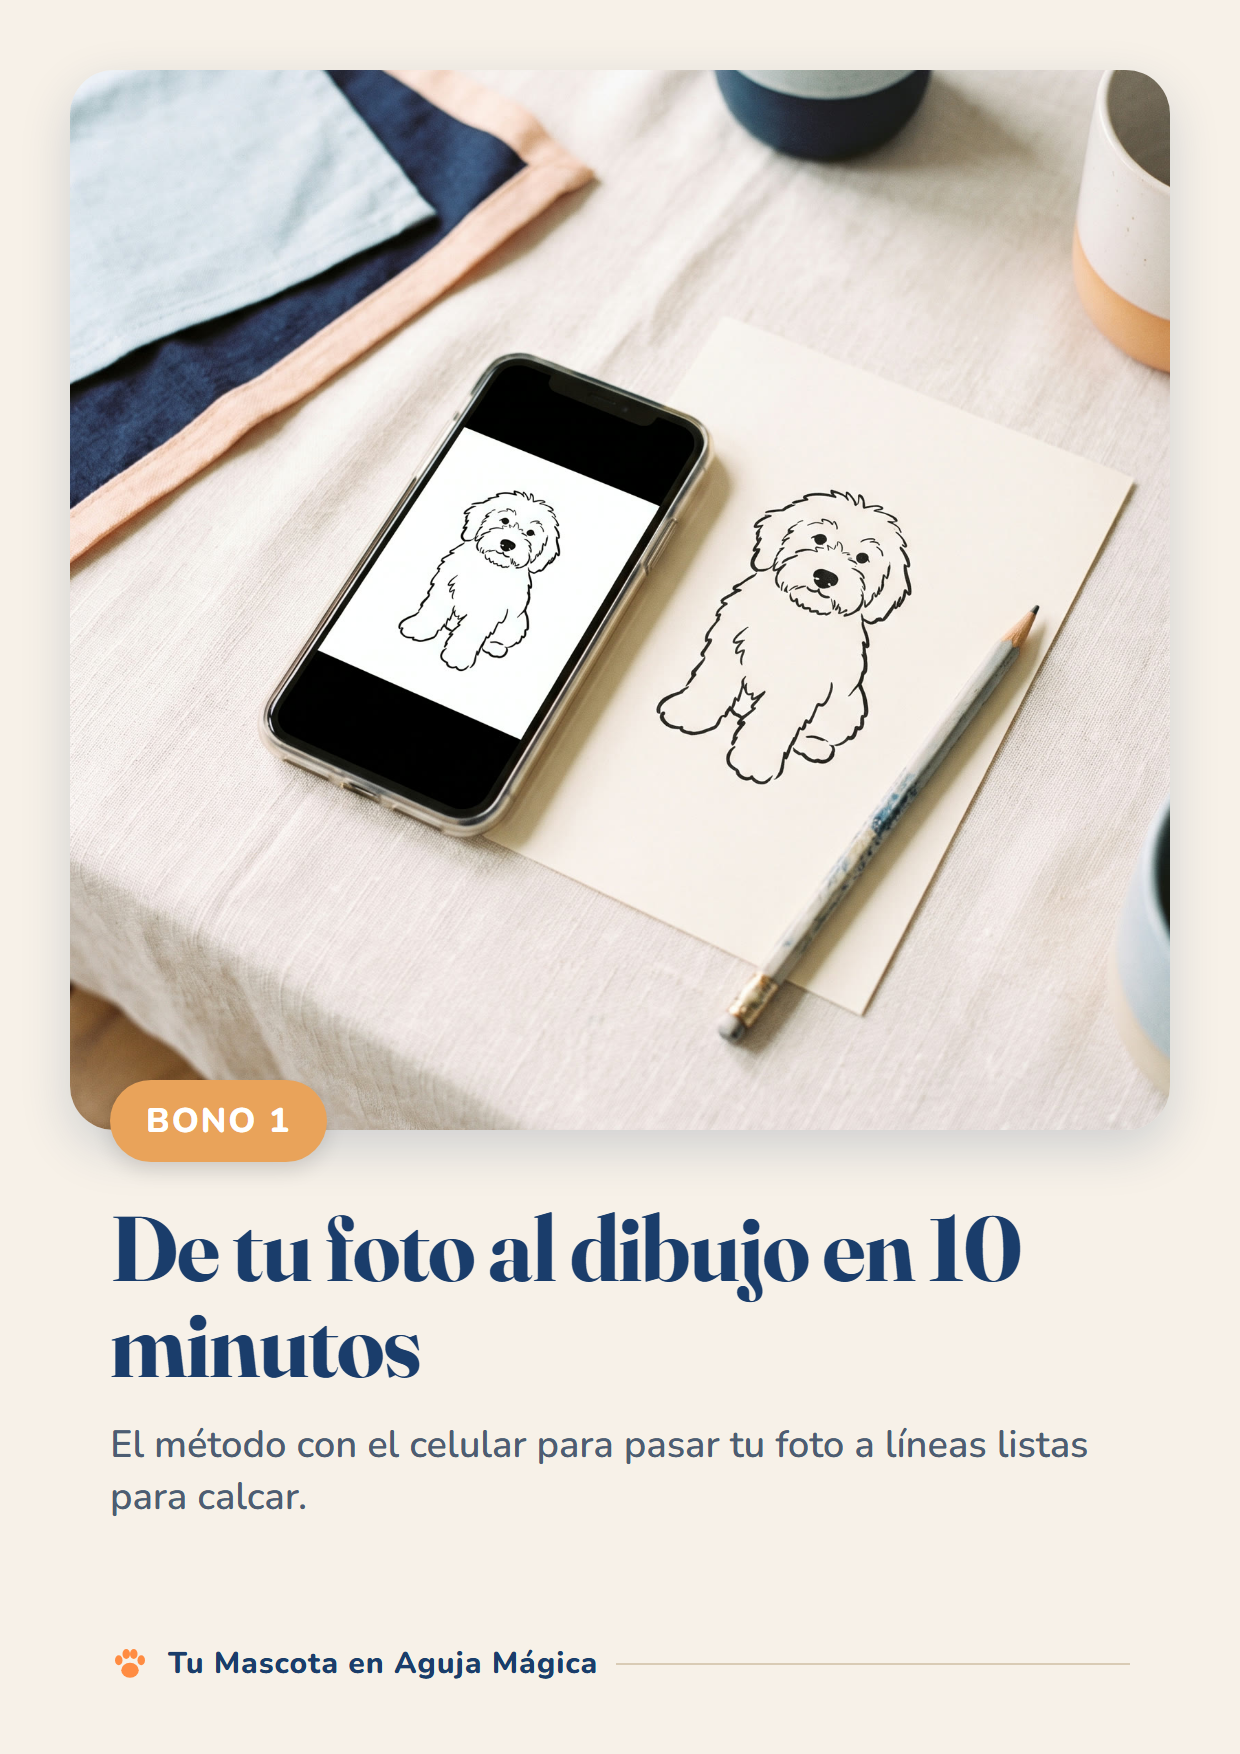 BONO 1
De tu foto al dibujo en 10
minutos
El método con el celular para pasar tu foto a líneas listas
para calcar.
Tu Mascota en Aguja Mágica